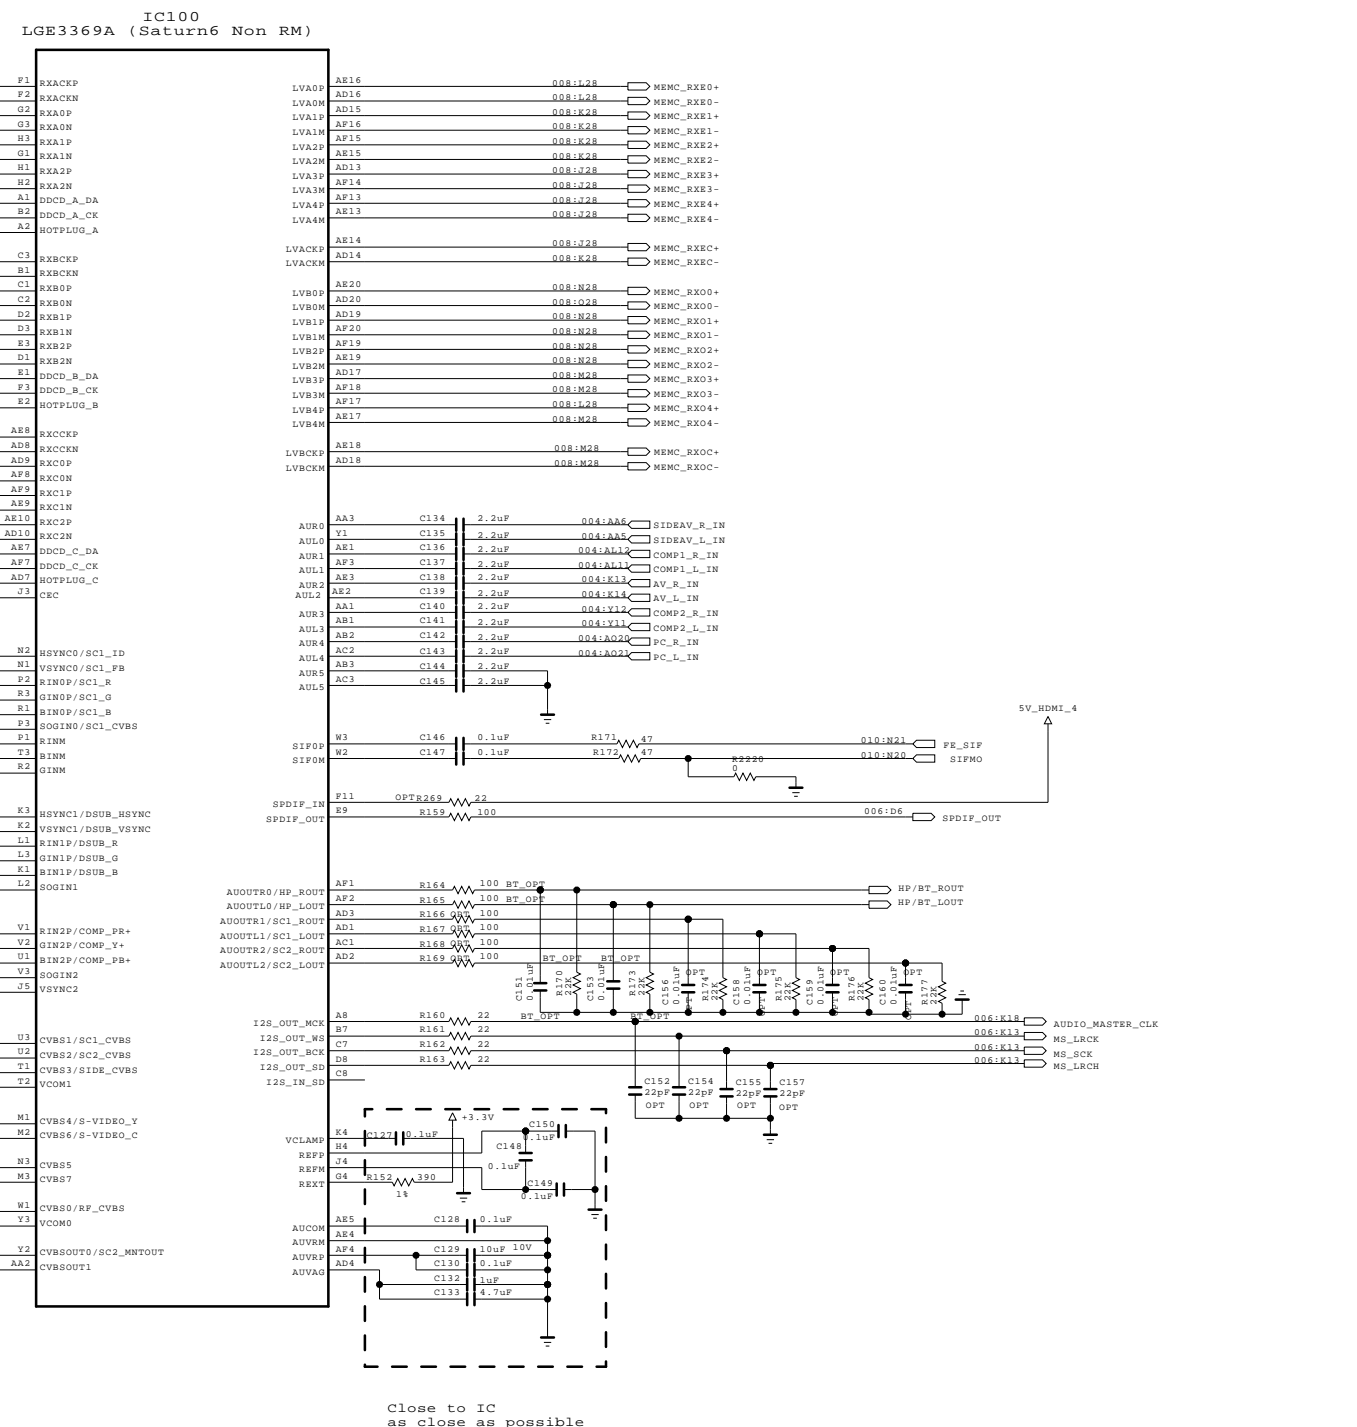 IC100
LGE3369A (Saturn6 Non RM)
F1 RXACKP
F2 RXACKN
G2 RXA0P
G3 RXA0N
H3 RXA1P
G1 RXA1N
H1 RXA2P
H2 RXA2N
A1 DDCD_A_DA
B2 DDCD_A_CK
A2 HOTPLUG_A
C3 RXBCKP
B1 RXBCKN
C1 RXB0P
C2 RXB0N
D2 RXB1P
D3 RXB1N
E3 RXB2P
D1 RXB2N
E1 DDCD_B_DA
F3 DDCD_B_CK
E2 HOTPLUG_B
AE8 RXCCKP
AD8 RXCCKN
AD9 RXC0P
AF8 RXC0N
AF9 RXC1P
AE9 RXC1N
AE10 RXC2P
AD10 RXC2N
AE7 DDCD_C_DA
AF7 DDCD_C_CK
AD7 HOTPLUG_C
J3 CEC
N2 HSYNC0/SC1_ID
N1 VSYNC0/SC1_FB
P2 RIN0P/SC1_R
R3 GIN0P/SC1_G
R1 BIN0P/SC1_B
P3 SOGIN0/SC1_CVBS
P1 RINM
T3 BINM
R2 GINM
K3 HSYNC1/DSUB_HSYNC
K2 VSYNC1/DSUB_VSYNC
L1 RIN1P/DSUB_R
L3 GIN1P/DSUB_G
K1 BIN1P/DSUB_B
L2 SOGIN1
V1 RIN2P/COMP_PR+
V2 GIN2P/COMP_Y+
U1 BIN2P/COMP_PB+
V3 SOGIN2
J5 VSYNC2
U3 CVBS1/SC1_CVBS
U2 CVBS2/SC2_CVBS
T1 CVBS3/SIDE_CVBS
T2 VCOM1
M1 CVBS4/S-VIDEO_Y
M2 CVBS6/S-VIDEO_C
N3 CVBS5
M3 CVBS7
W1 CVBS0/RF_CVBS
Y3 VCOM0
Y2 CVBSOUT0/SC2_MNTOUT
AA2 CVBSOUT1
LVA0P AE16 008:L28 MEMC_RXE0+
LVA0M AD16 008:L28 MEMC_RXE0-
LVA1P AD15 008:K28 MEMC_RXE1+
LVA1M AF16 008:K28 MEMC_RXE1-
LVA2P AF15 008:K28 MEMC_RXE2+
LVA2M AE15 008:K28 MEMC_RXE2-
LVA3P AD13 008:J28 MEMC_RXE3+
LVA3M AF14 008:J28 MEMC_RXE3-
LVA4P AF13 008:J28 MEMC_RXE4+
LVA4M AE13 008:J28 MEMC_RXE4-
LVACKP AE14 008:J28 MEMC_RXEC+
LVACKM AD14 008:K28 MEMC_RXEC-
LVB0P AE20 008:N28 MEMC_RXO0+
LVB0M AD20 008:O28 MEMC_RXO0-
LVB1P AD19 008:N28 MEMC_RXO1+
LVB1M AF20 008:N28 MEMC_RXO1-
LVB2P AF19 008:N28 MEMC_RXO2+
LVB2M AE19 008:N28 MEMC_RXO2-
LVB3P AD17 008:M28 MEMC_RXO3+
LVB3M AF18 008:M28 MEMC_RXO3-
LVB4P AF17 008:L28 MEMC_RXO4+
LVB4M AE17 008:M28 MEMC_RXO4-
LVBCKP AE18 008:M28 MEMC_RXOC+
LVBCKM AD18 008:M28 MEMC_RXOC-
AUR0 AA3 C134 2.2uF 004:AA6 SIDEAV_R_IN
AUL0 Y1 C135 2.2uF 004:AA5 SIDEAV_L_IN
AUR1 AE1 C136 2.2uF 004:AL12 COMP1_R_IN
AUL1 AF3 C137 2.2uF 004:AL11 COMP1_L_IN
AUR2 AE3 C138 2.2uF 004:K13 AV_R_IN
AUL2 AE2 C139 2.2uF 004:K14 AV_L_IN
AUR3 AA1 C140 2.2uF 004:Y12 COMP2_R_IN
AUL3 AB1 C141 2.2uF 004:Y11 COMP2_L_IN
AUR4 AB2 C142 2.2uF 004:AO20 PC_R_IN
AUL4 AC2 C143 2.2uF 004:AO21 PC_L_IN
AUR5 AB3 C144 2.2uF
AUL5 AC3 C145 2.2uF
5V_HDMI_4
SIF0P W3 C146 0.1uF R171 47 010:N21 FE_SIF
SIF0M W2 C147 0.1uF R172 47 010:N20 SIFMO
R2220
0
SPDIF_IN F11 OPT R269 22
SPDIF_OUT E9 R159 100 006:D6 SPDIF_OUT
AUOUTR0/HP_ROUT AF1 R164 100 BT_OPT HP/BT_ROUT
AUOUTL0/HP_LOUT AF2 R165 100 BT_OPT HP/BT_LOUT
AUOUTR1/SC1_ROUT AD3 R166 OPT 100
AUOUTL1/SC1_LOUT AD1 R167 OPT 100
AUOUTR2/SC2_ROUT AC1 R168 OPT 100
AUOUTL2/SC2_LOUT AD2 R169 OPT 100
C151 0.01uF BT_OPT
R170 22K BT_OPT
C153 0.01uF BT_OPT
R173 22K BT_OPT
C156 0.01uF OPT
R174 22K OPT
C158 0.01uF OPT
R175 22K OPT
C159 0.01uF
R176 22K OPT
C160 0.01uF OPT
R177 22K OPT
I2S_OUT_MCK A8 R160 22 006:K18 AUDIO_MASTER_CLK
I2S_OUT_WS B7 R161 22 006:K13 MS_LRCK
I2S_OUT_BCK C7 R162 22 006:K13 MS_SCK
I2S_OUT_SD D8 R163 22 006:K13 MS_LRCH
I2S_IN_SD C8
C152 22pF OPT
C154 22pF
C155 22pF OPT
C157 22pF OPT
+3.3V
VCLAMP K4 C127 0.1uF
REFP H4
REFM J4
REXT G4 R152 390
1%
C150 0.1uF
C148 0.1uF
C149 0.1uF
AUCOM AE5 C128 0.1uF
AUVRM AE4
AUVRP AF4 C129 10uF 10V
C130 0.1uF
AUVAG AD4
C132 1uF
C133 4.7uF
Close to IC
as close as possible